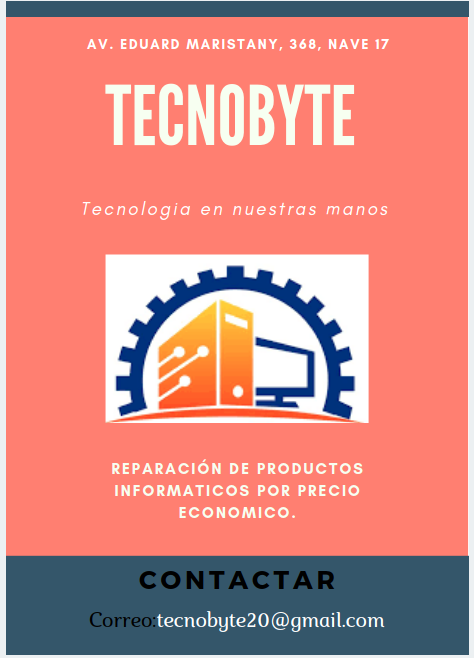 AV. EDUARD MARISTANY, 368, NAVE 17
TECNOBYTE
Tecnologia en nuestras manos
REPARACIÓN DE PRODUCTOS
INFORMATICOS POR PRECIO
ECONOMICO.
CONTACTAR
Correo:tecnobyte20@gmail.com